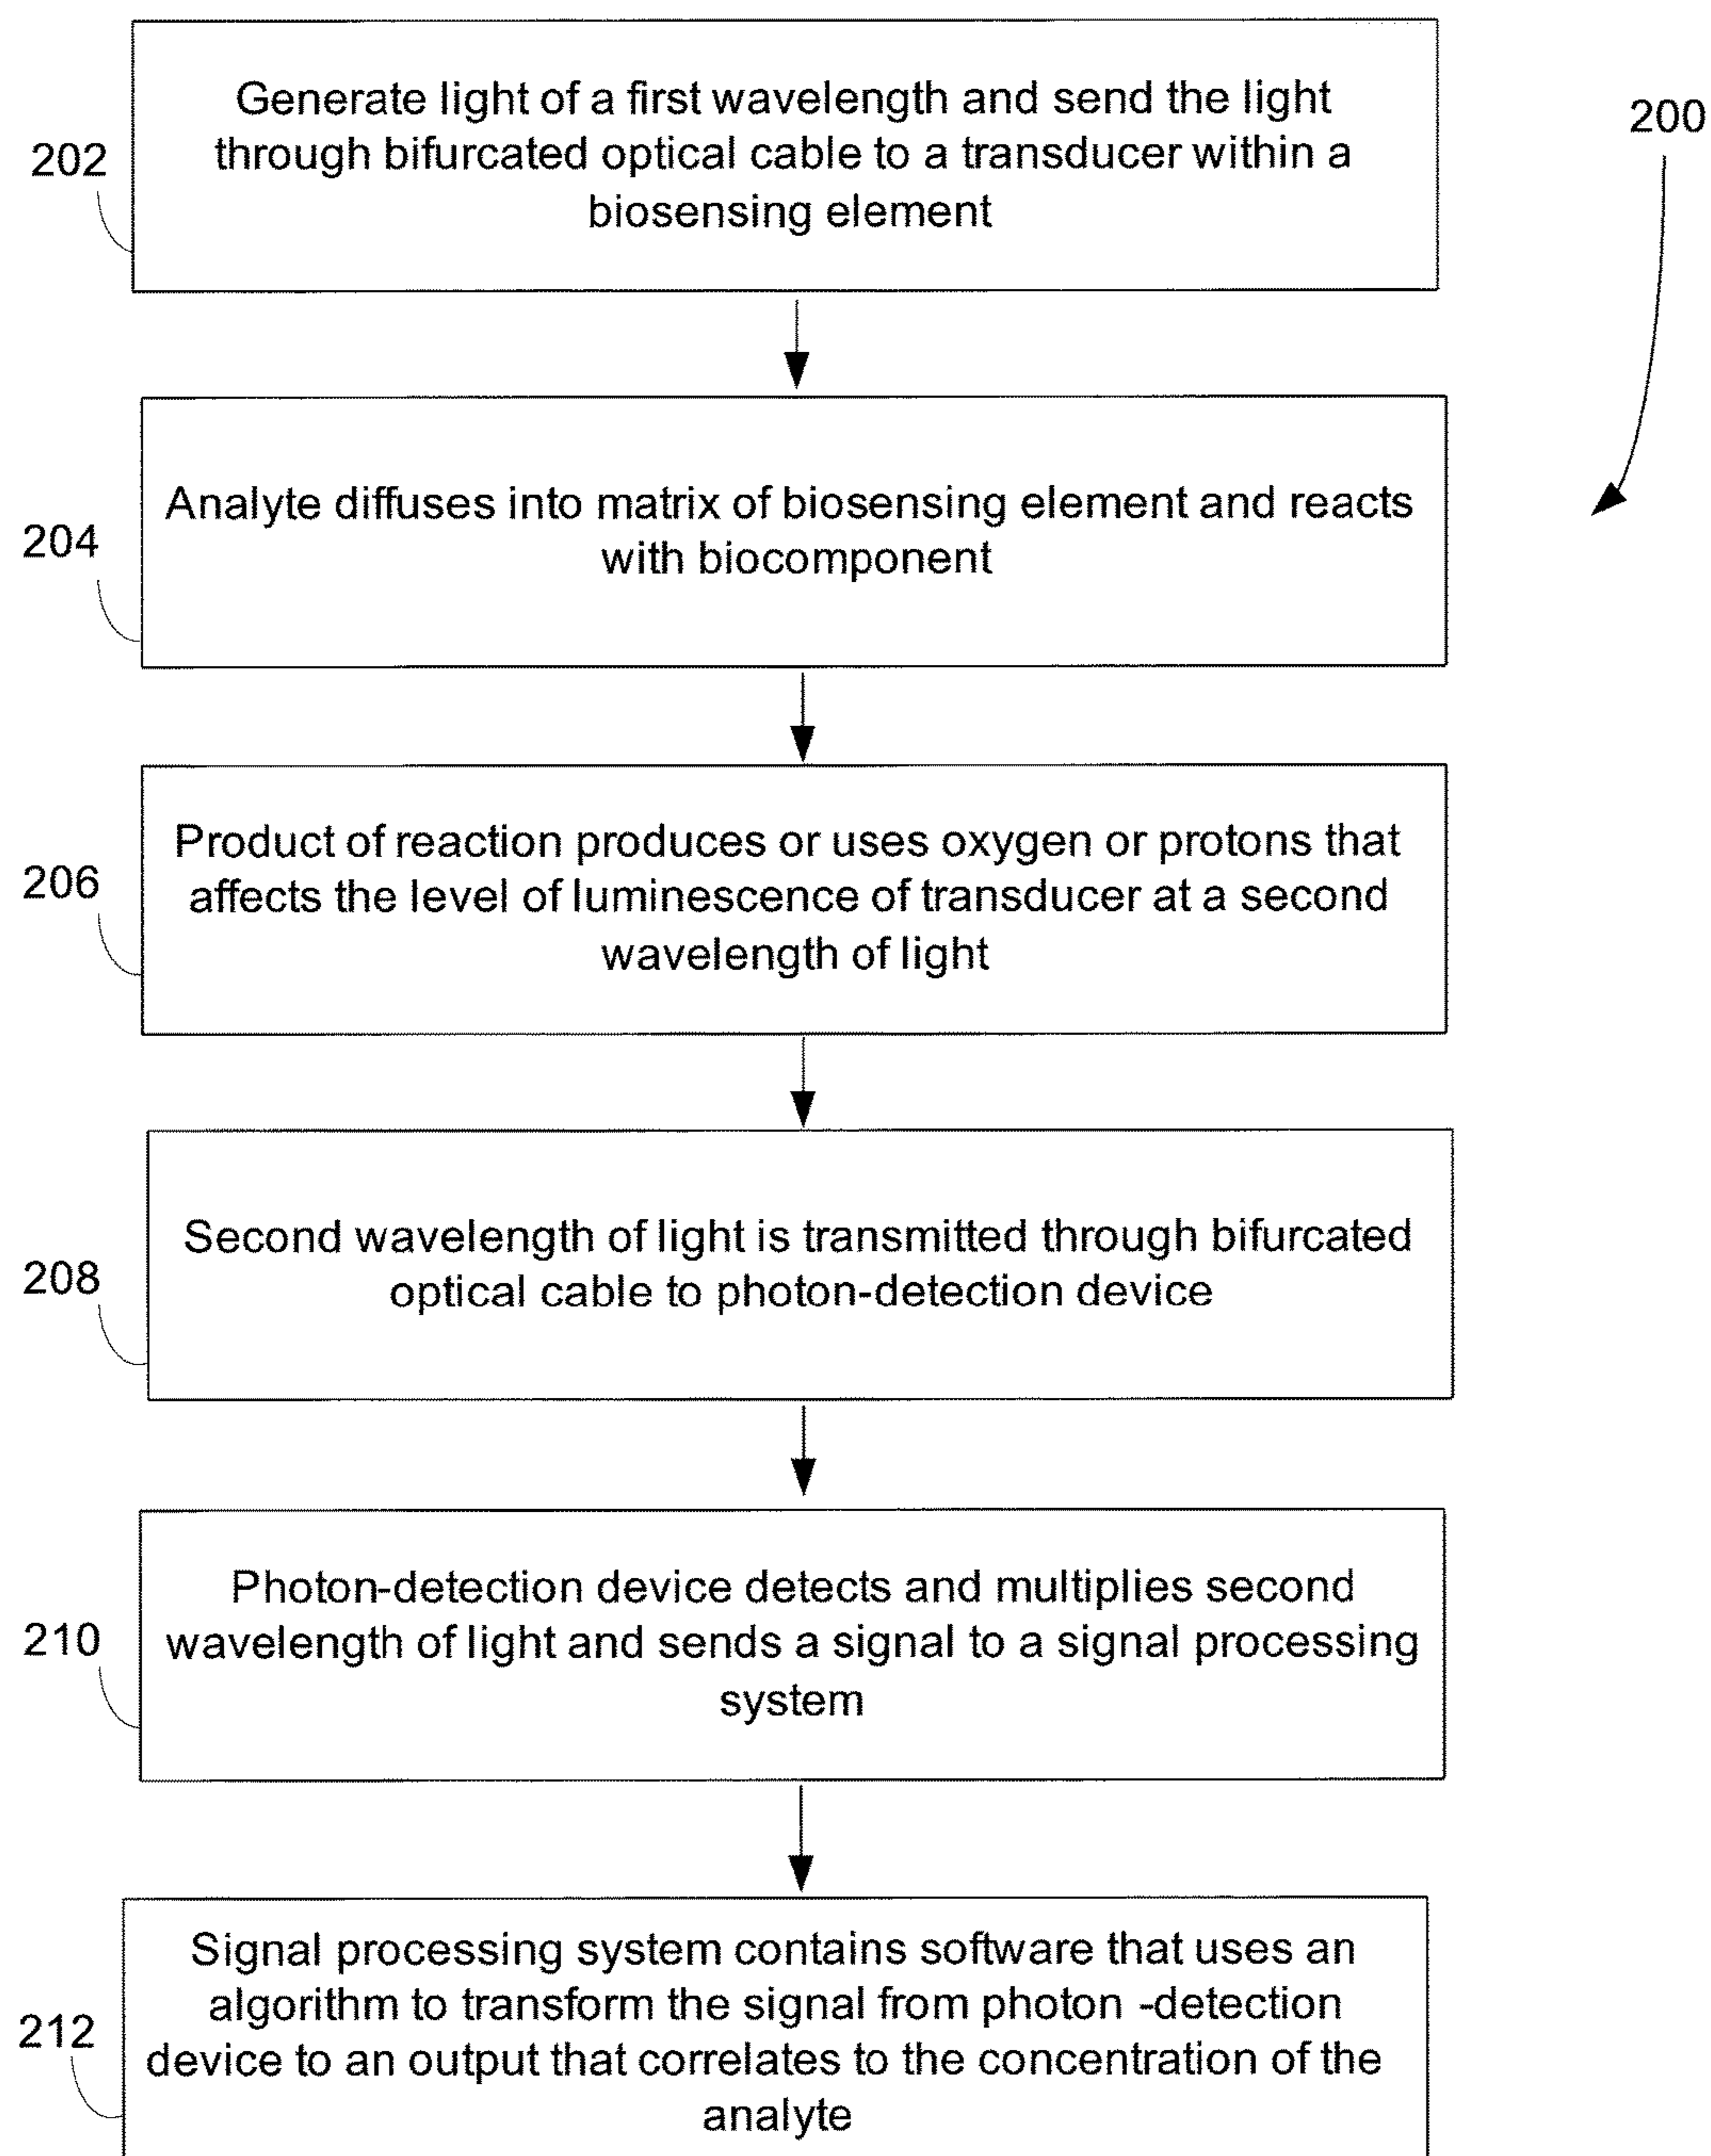 Generate light of a first wavelength and send the light
through bifurcated optical cable to a transducer within a
biosensing element
200
202
Analyte diffuses into matrix of biosensing element and reacts
with biocomponent
204
Product of reaction produces or uses oxygen or protons that
affects the level of luminescence of transducer at a second
wavelength of light
206
Second wavelength of light is transmitted through bifurcated
optical cable to photon-detection device
208
Photon-detection device detects and multiplies second
wavelength of light and sends a signal to a signal processing
system
210
Signal processing system contains software that uses an
algorithm to transform the signal from photon -detection
device to an output that correlates to the concentration of the
analyte
212